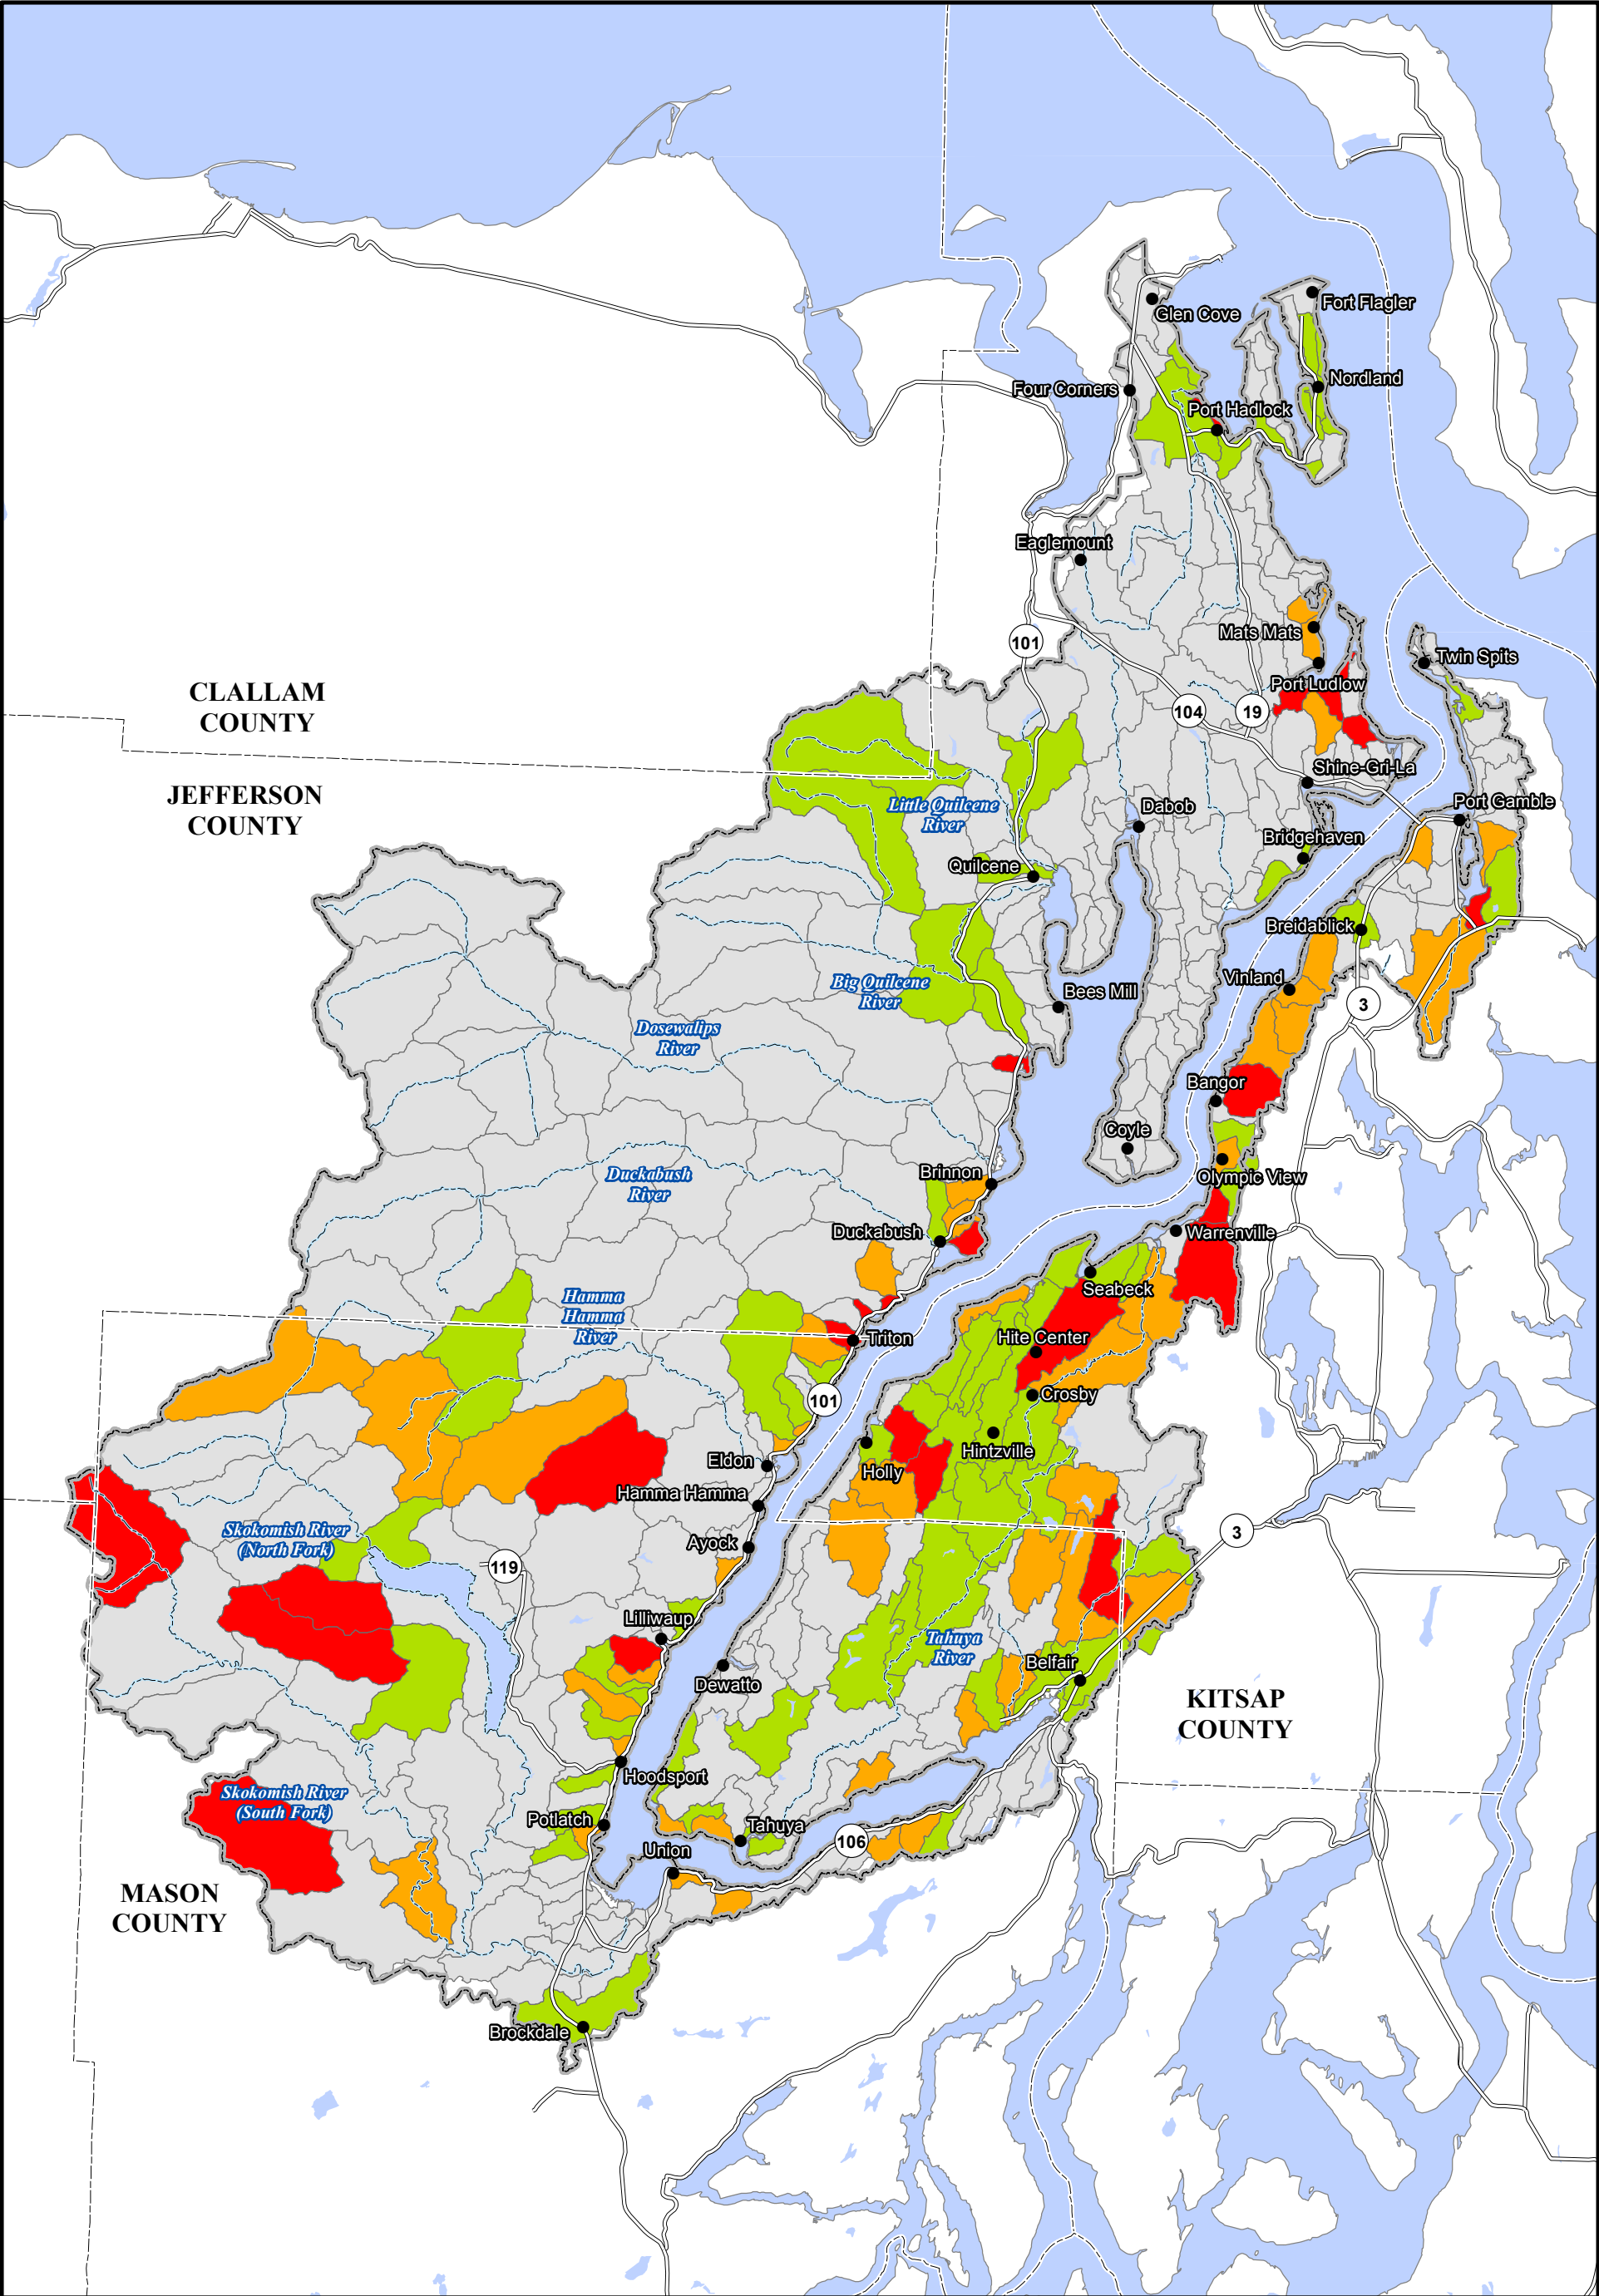 Glen Cove
Fort Flagler
Four Corners
Nordland
Port Hadlock
Eaglemount
101
Mats Mats
Twin Spits
Port Ludlow
CLALLAM
COUNTY
104
19
JEFFERSON
COUNTY
Shine-Gri-La
Little Quilcene
River
Dabob
Port Gamble
Bridgehaven
Quilcene
Breidablick
Big Quilcene
River
Bees Mill
Vinland
3
Dosewalips
River
Bangor
Coyle
Duckabush
River
Brinnon
Olympic View
Duckabush
Warrenville
Seabeck
Hamma
Hamma
River
Triton
Hite Center
101
Crosby
Hintzville
Eldon
Holly
Hamma Hamma
Skokomish River
(North Fork)
Ayock
3
119
Lilliwaup
Tahuya
River
Belfair
Dewatto
KITSAP
COUNTY
Hoodsport
Skokomish River
(South Fork)
Potlatch
Tahuya
106
Union
MASON
COUNTY
Brockdale